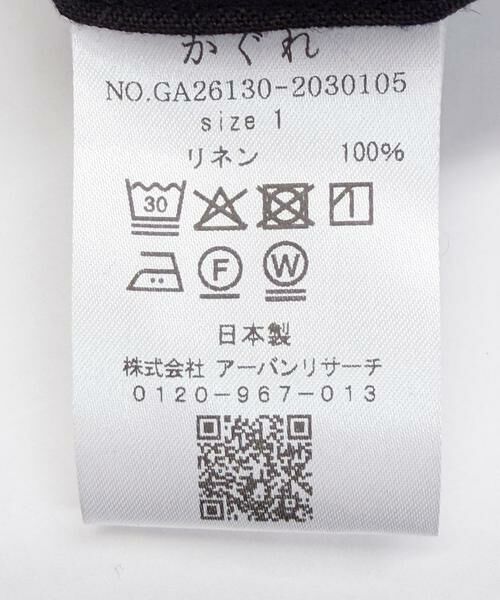 かぐれ
NO.GA26130-2030105
size 1
リネン 100%
30
F W
日本製
株式会社 アーバンリサーチ
0120-967-013